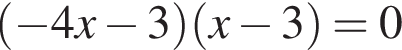 (−4x − 3)(x − 3) = 0